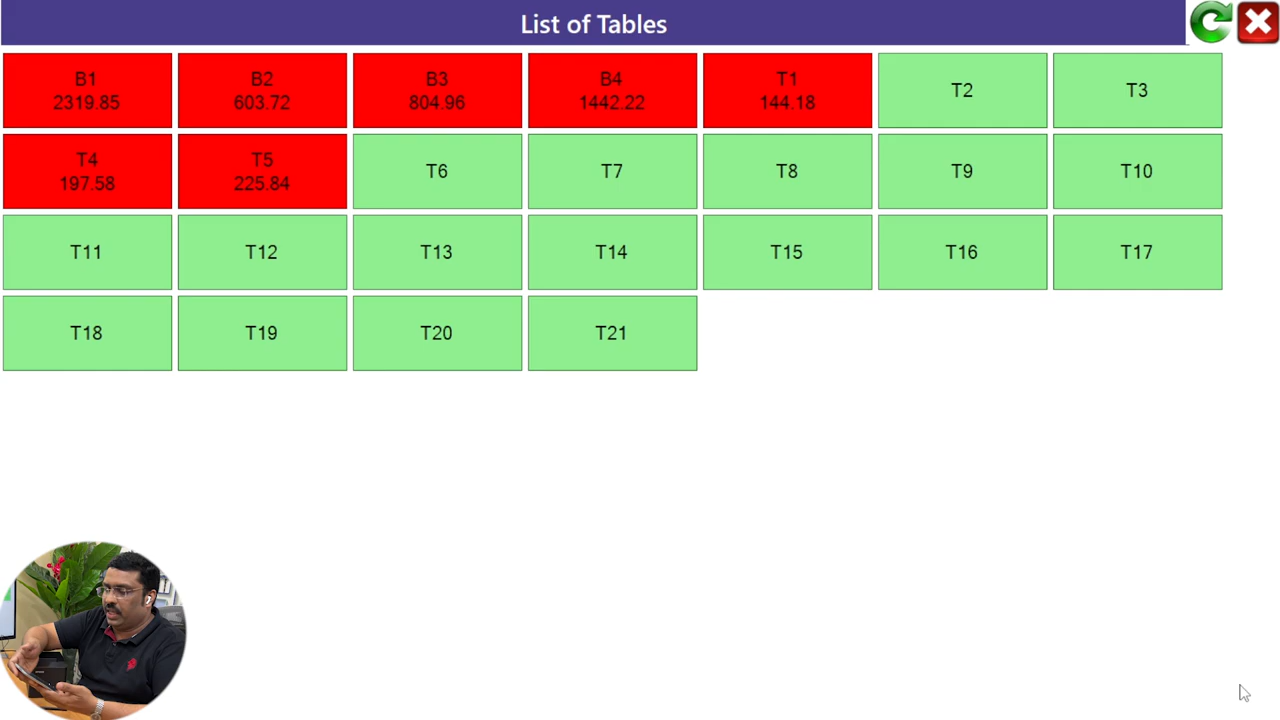 List of Tables
B1
2319.85
B2
603.72
B3
804.96
B4
1442.22
T1
144.18
T2
T3
T4
197.58
T5
225.84
T6
T7
T8
T9
T10
T11
T12
T13
T14
T15
T16
T17
T18
T19
T20
T21